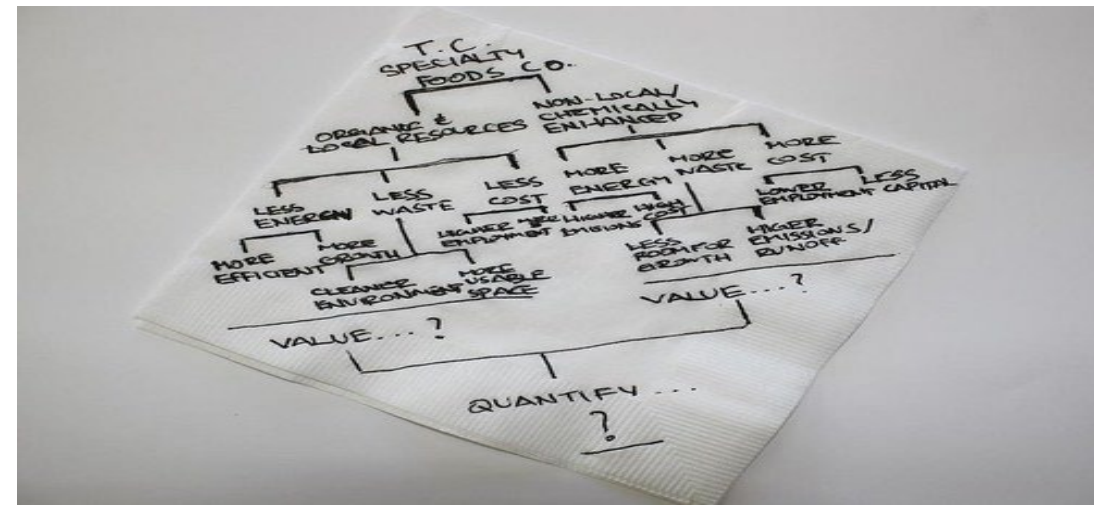 T.C.
SPECIALTY
FOODS CO.
ORGANIC &
LOCAL RESOURCES
NON-LOCAL/
CHEMICALLY
ENHANCED
LESS
ENERGY
LESS
WASTE
LESS
COST
MORE
ENERGY
MORE
WASTE
MORE
COST
MORE
EFFICIENT
MORE
GROWTH
CLEANER
ENVIRONMENT
MORE
USABLE
SPACE
HIGHER
EMPLOYMENT
MORE
HIGHER
EMISSIONS
HIGH
COST
LESS
ROOM FOR
GROWTH
HIGER
EMISSIONS/
RUNOFF
LOWER
EMPLOYMENT
LESS
CAPITAL
VALUE...?
VALUE...?
QUANTIFY...
?